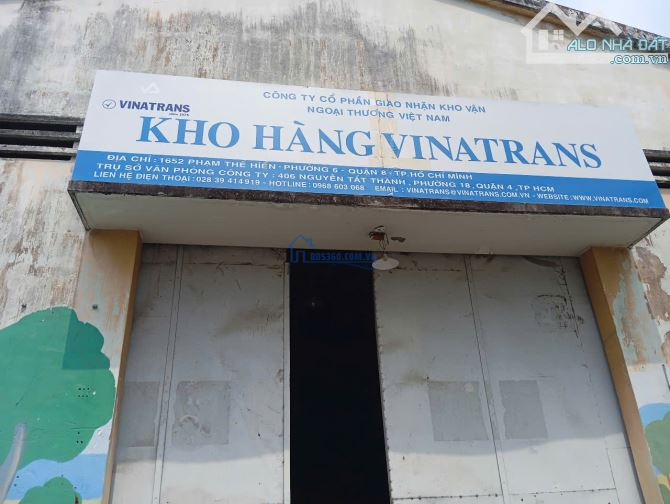 ALO NHÀ ĐẤT
.com.vn
VINATRANS
CÔNG TY CỔ PHẦN GIAO NHẬN KHO VẬN
NGOẠI THƯƠNG VIỆT NAM
KHO HÀNG VINATRANS
ĐỊA CHỈ : 1652 PHẠM THẾ HIỂN - PHƯỜNG 6 - QUẬN 8 - TP. HỒ CHÍ MINH
TRỤ SỞ VĂN PHÒNG CÔNG TY : 406 NGUYỄN TẤT THÀNH , PHƯỜNG 18 , QUẬN 4 , TP HCM
LIÊN HỆ ĐIỆN THOẠI : 028 39 414919 - HOTLINE : 0968 603 068 EMAIL : VINATRANS@VINATRANS.COM.VN - WEBSITE : WWW.VINATRANS.COM
RDS360.COM.VN